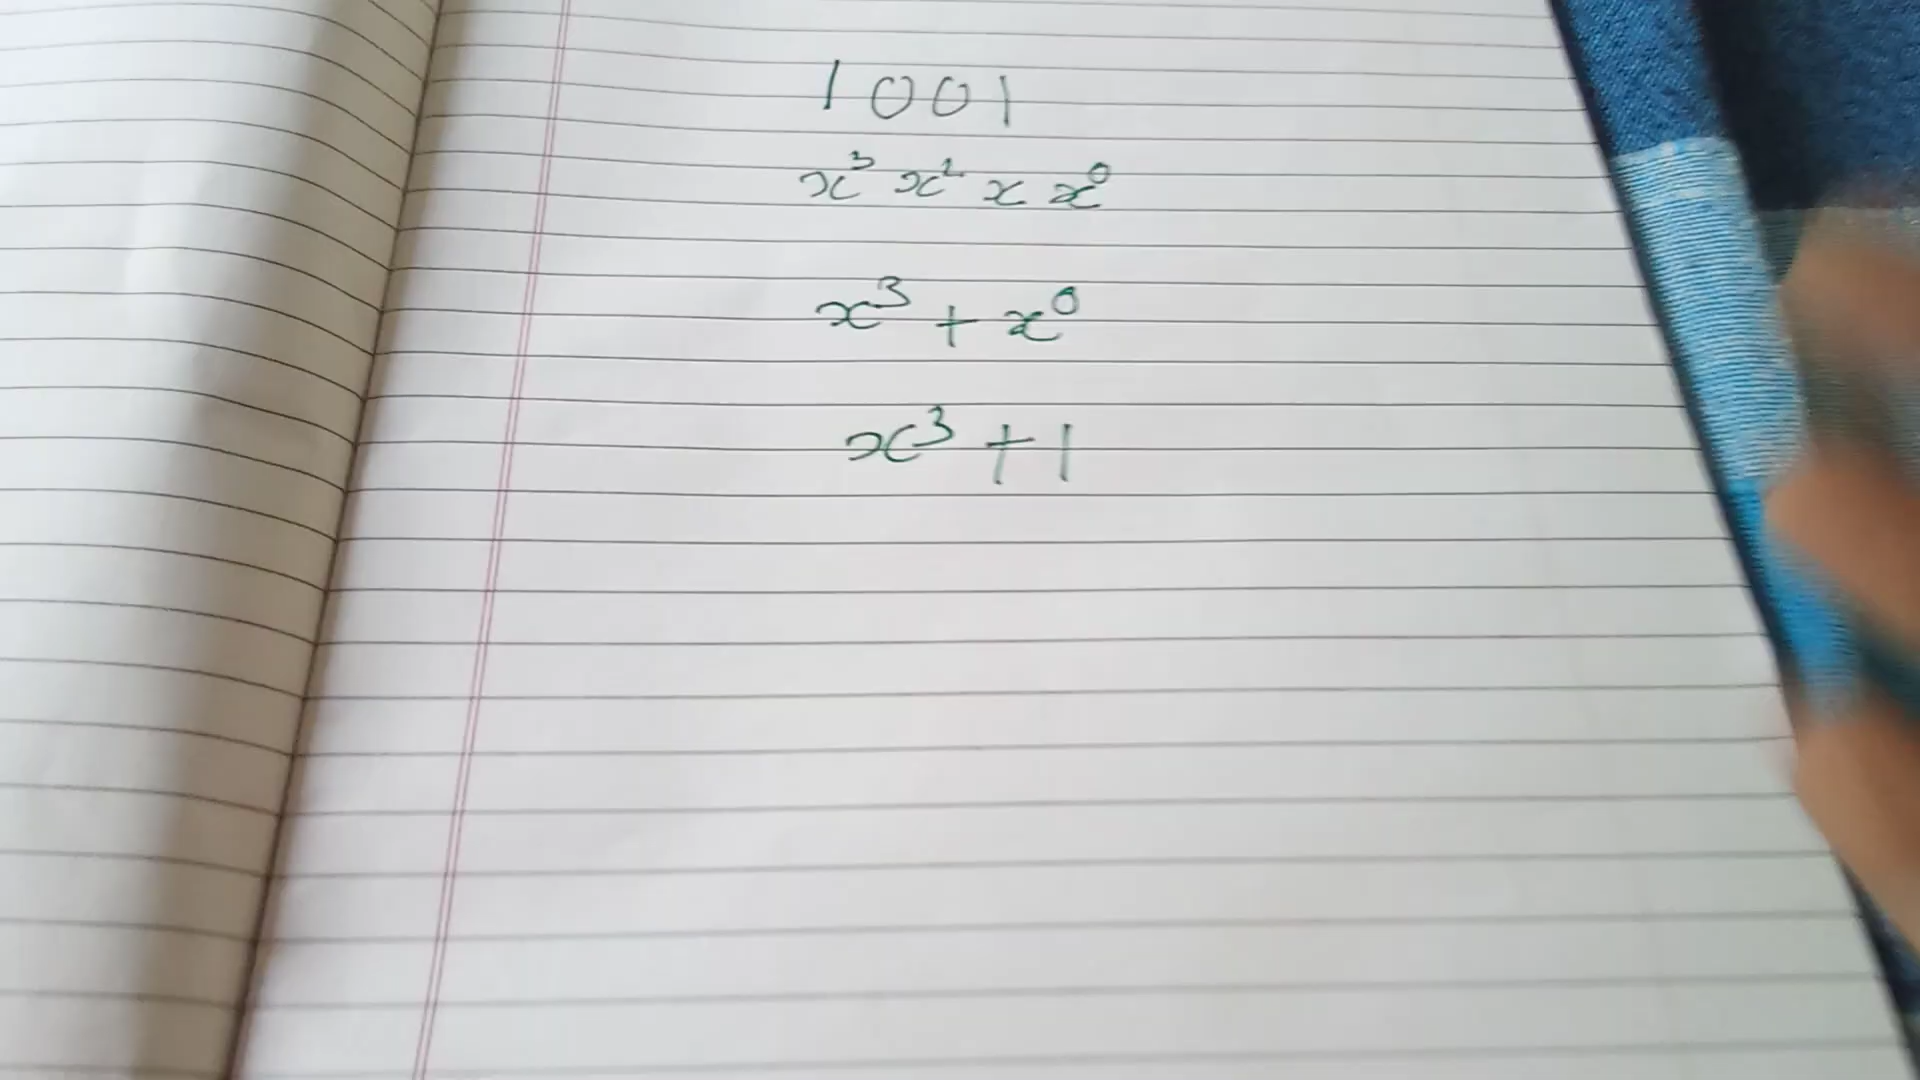 1001
x³ x² x x⁰
x³ + x⁰
x³ + 1